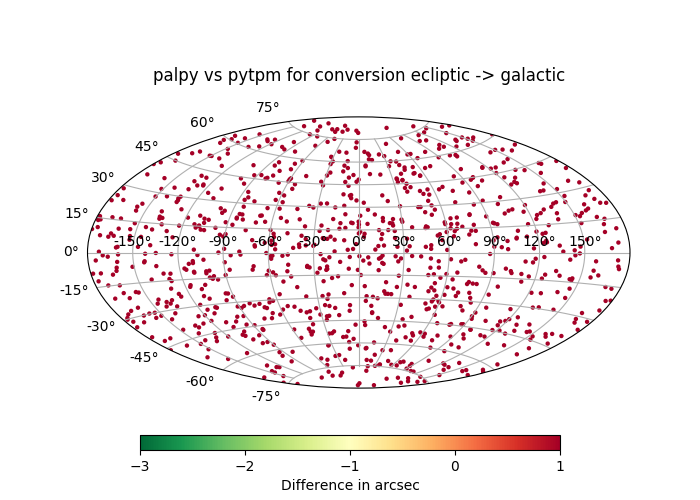 palpy vs pytpm for conversion ecliptic -> galactic
75°
60°
45°
30°
15°
-150° -120° -90° -60° -30° 0° 30° 60° 90° 120° 150°
0°
-15°
-30°
-45°
-60°
-75°
−3 −2 −1 0 1
Difference in arcsec